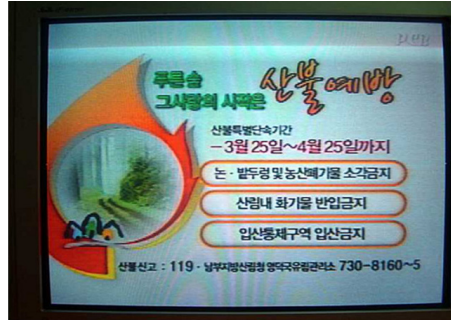 푸른숲
그사랑의 시작은 산불예방
산불특별단속기간
-3월 25일~4월 25일까지
논·밭두렁 및 농산폐기물 소각금지
산림내 화기물 반입금지
입산통제구역 입산금지
산불신고 : 119 · 남부지방산림청 영덕국유림관리소 730-8160~5